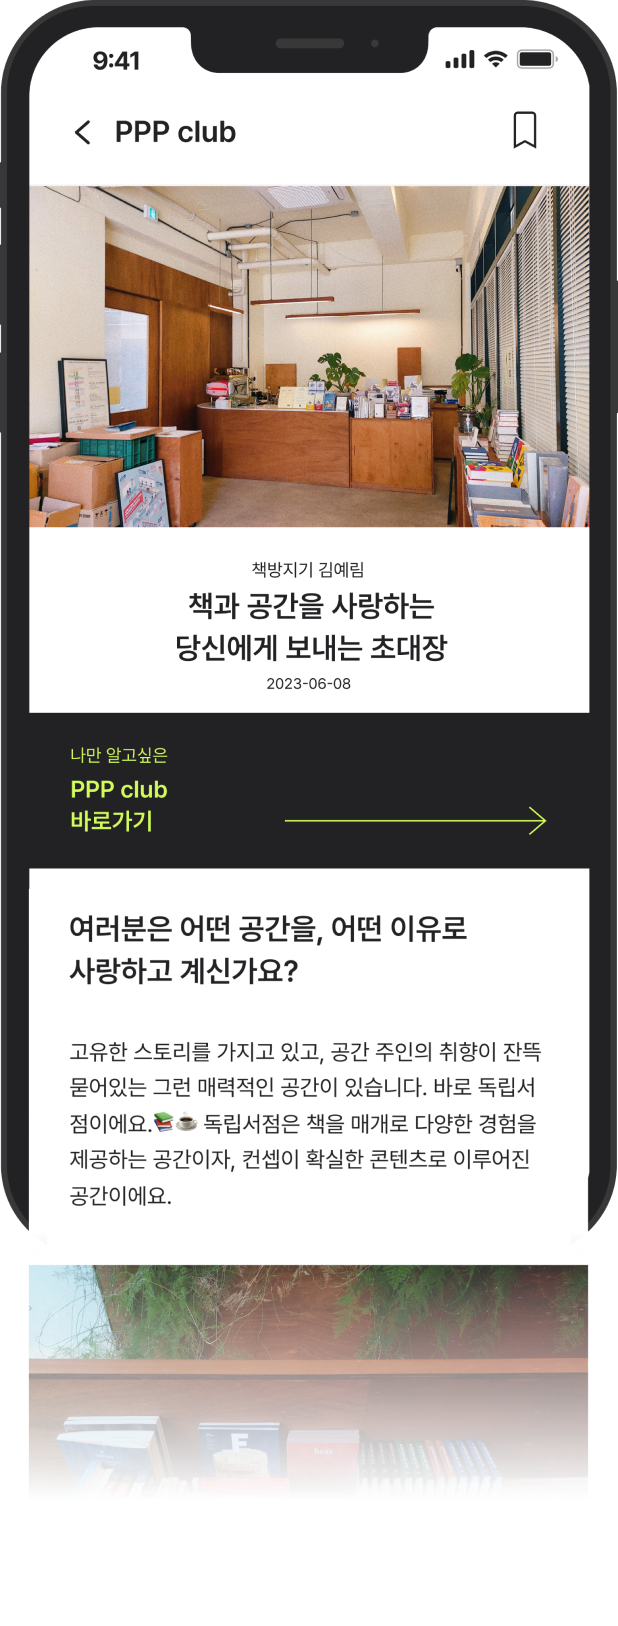 9:41
PPP club
책방지기 김예림
책과 공간을 사랑하는
당신에게 보내는 초대장
2023-06-08
나만 알고싶은
PPP club
바로가기
여러분은 어떤 공간을, 어떤 이유로
사랑하고 계신가요?
고유한 스토리를 가지고 있고, 공간 주인의 취향이 잔뜩
묻어있는 그런 매력적인 공간이 있습니다. 바로 독립서
점이에요.📚☕ 독립서점은 책을 매개로 다양한 경험을
제공하는 공간이자, 컨셉이 확실한 콘텐츠로 이루어진
공간이에요.